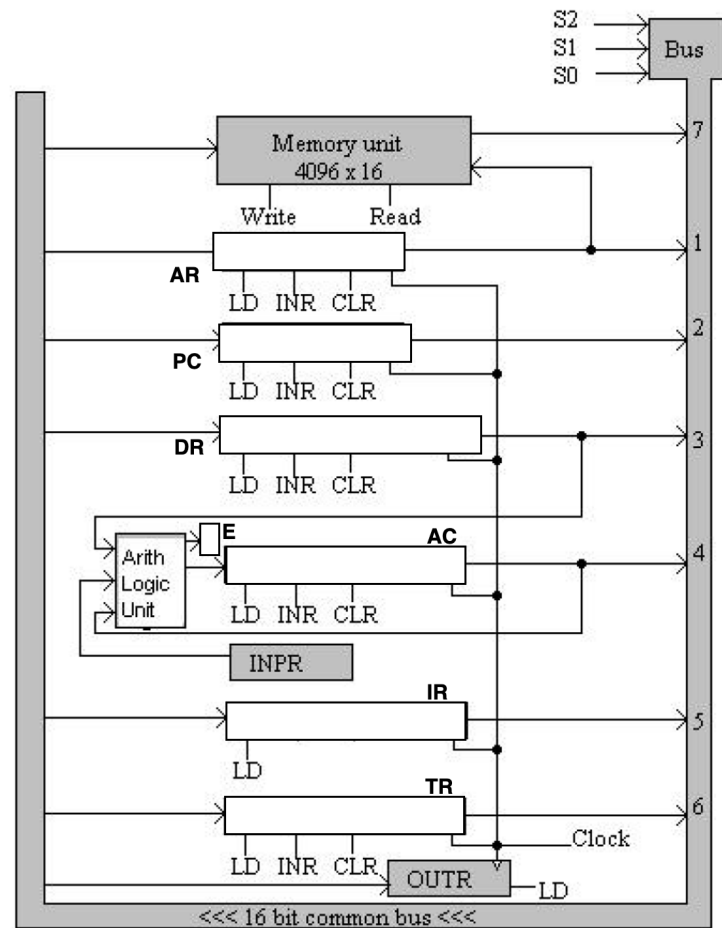 S2
S1
S0
Bus
Memory unit
4096 x 16
7
Write Read
1
AR
LD INR CLR
2
PC
LD INR CLR
3
DR
LD INR CLR
E
AC
4
Arith
Logic
Unit
LD INR CLR
INPR
IR
5
LD
TR
6
LD INR CLR
Clock
OUTR
LD
<<< 16 bit common bus <<<